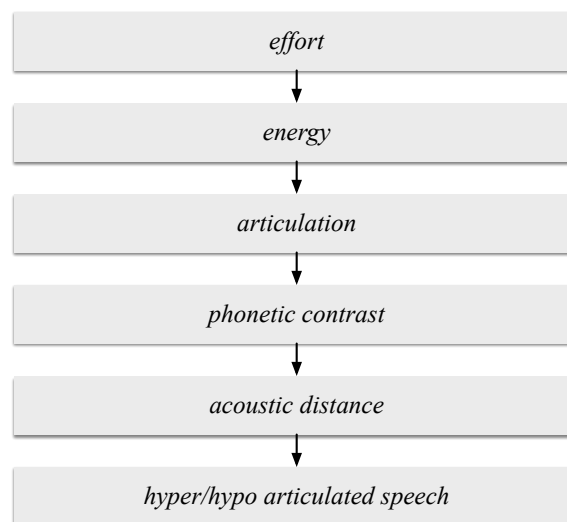 effort
energy
articulation
phonetic contrast
acoustic distance
hyper/hypo articulated speech